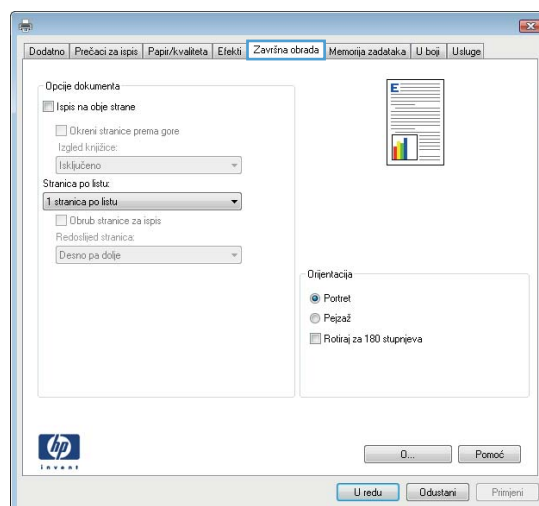 Dodatno Prečaci za ispis Papir/kvaliteta Efekti Završna obrada Memorija zadataka U boji Usluge
Opcije dokumenta
Ispis na obje strane
Okreni stranice prema gore
Izgled knjižice:
Isključeno
Stranica po listu:
1 stranica po listu
Obrub stranice za ispis
Redoslijed stranica:
Desno pa dolje
E
Orijentacija
Portret
Pejzaž
Rotiraj za 180 stupnjeva
hp
invent
O... Pomoć
U redu Odustani Primijeni